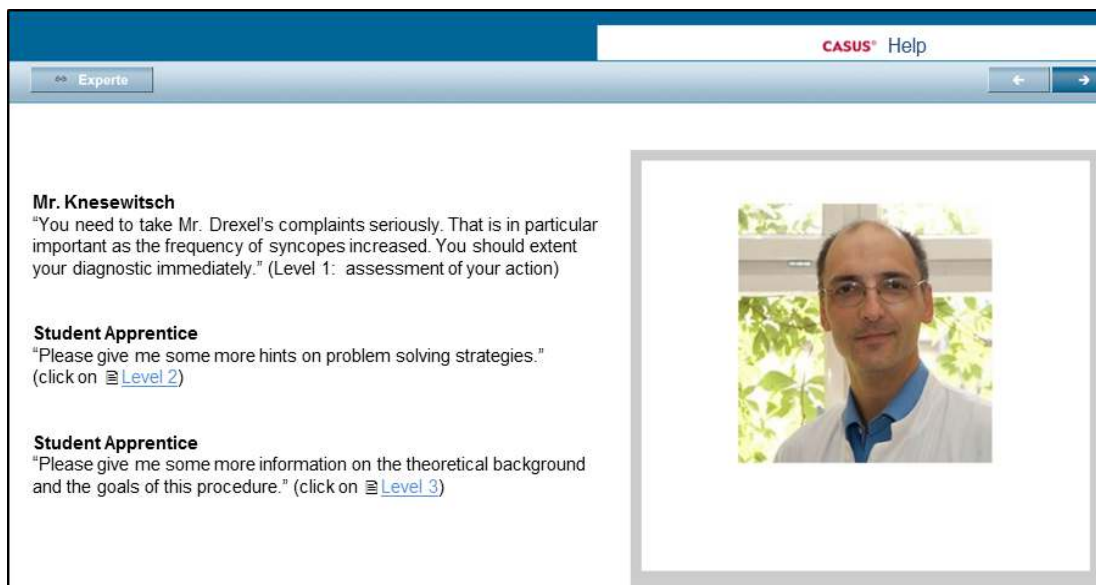 CASUS® Help
Experte
Mr. Knesewitsch
“You need to take Mr. Drexel’s complaints seriously. That is in particular
important as the frequency of syncopes increased. You should extent
your diagnostic immediately.” (Level 1: assessment of your action)
Student Apprentice
“Please give me some more hints on problem solving strategies.”
(click on Level 2)
Student Apprentice
“Please give me some more information on the theoretical background
and the goals of this procedure.” (click on Level 3)